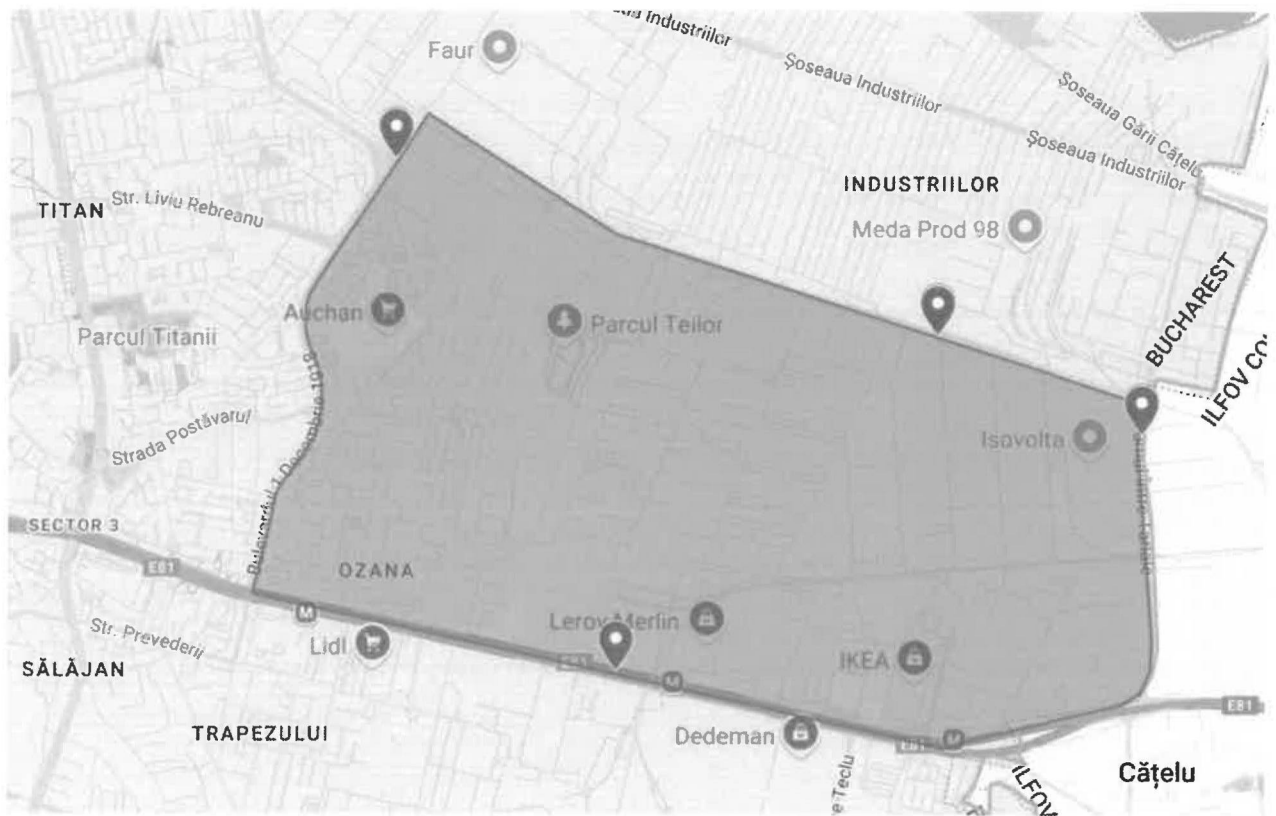 Șoseaua Industriilor
Faur
Șoseaua Industriilor
Șoseaua Gării Cățelu
Șoseaua Industriilor
INDUSTRIILOR
TITAN
Str. Liviu Rebreanu
Meda Prod 98
BUCHAREST
ILFOV CO
Auchan
Parcul Teilor
Parcul Titanii
Bulevardul 1 Decembrie 1918
Strada Postăvarul
Isovolta
SECTOR 3
E81
OZANA
M
Str. Prevederii
Lidl
Leroy Merlin
E81
M
IKEA
SĂLĂJAN
TRAPEZULUI
Dedeman
E81
M
E81
Cățelu
ILFOV
e Teclu